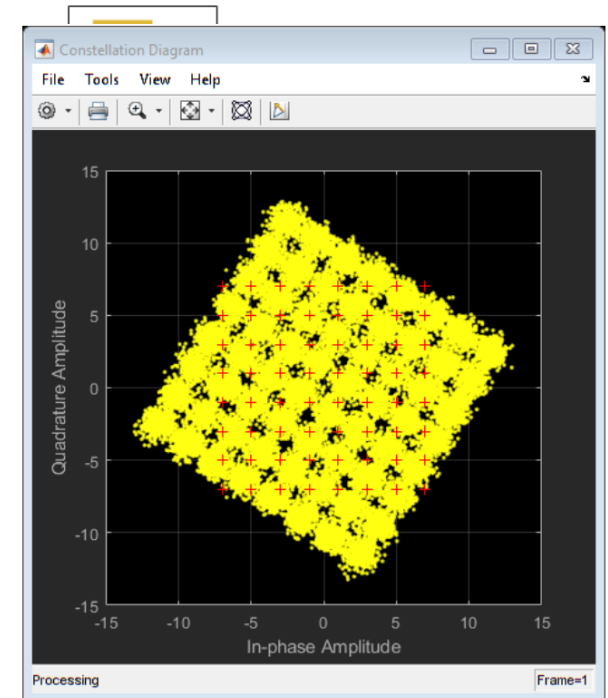 Constellation Diagram
File Tools View Help
15
10
5
0
-5
-10
-15
Quadrature Amplitude
-15 -10 -5 0 5 10 15
In-phase Amplitude
Processing Frame=1